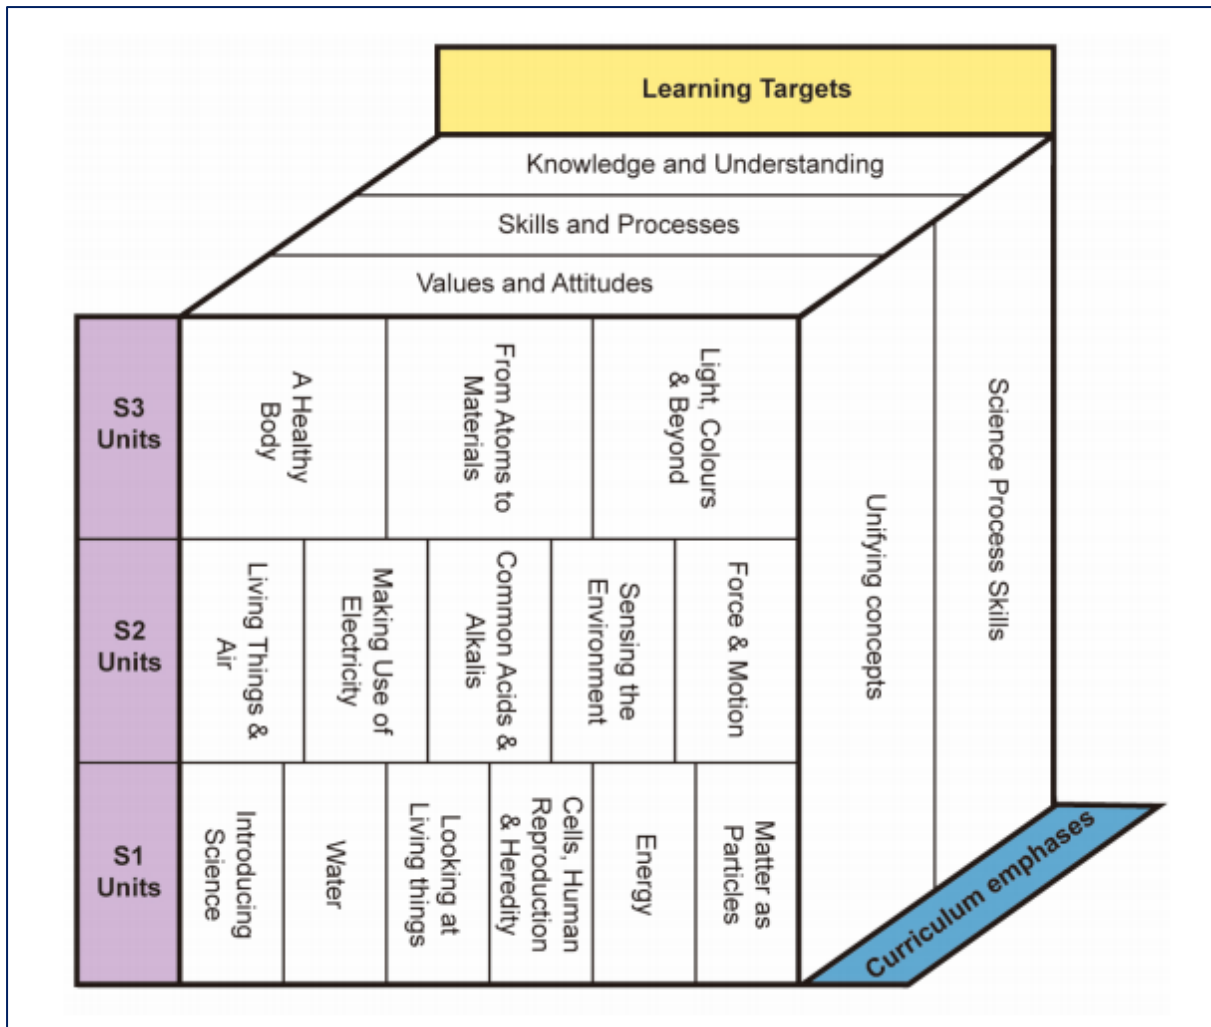 Learning Targets
Knowledge and Understanding
Skills and Processes
Values and Attitudes
S3
Units
A Healthy
Body
From Atoms to
Materials
Light, Colours
& Beyond
S2
Units
Living Things &
Air
Making Use of
Electricity
Common Acids &
Alkalis
Sensing the
Environment
Force & Motion
S1
Units
Introducing
Science
Water
Looking at
Living things
Cells, Human
Reproduction
& Heredity
Energy
Matter as
Particles
Unifying concepts
Science Process Skills
Curriculum emphases